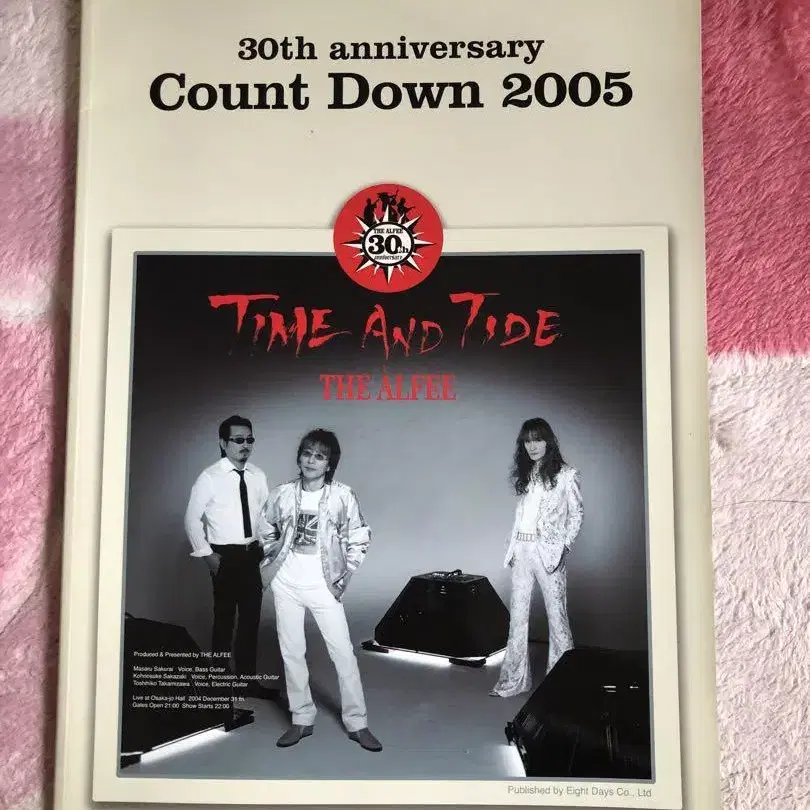 30th anniversary
Count Down 2005
THE ALFEE
30th
anniversary
TIME AND TIDE
THE ALFEE
Produced & Presented by THE ALFEE
Masaru Sakurai : Voice, Bass Guitar
Kohnosuke Sakazaki : Voice, Percussion, Acoustic Guitar
Toshihiko Takamizawa : Voice, Electric Guitar
Live at Osaka-jo Hall 2004 December 31 fri.
Gates Open 21:00 Show Starts 22:00
Published by Eight Days Co., Ltd